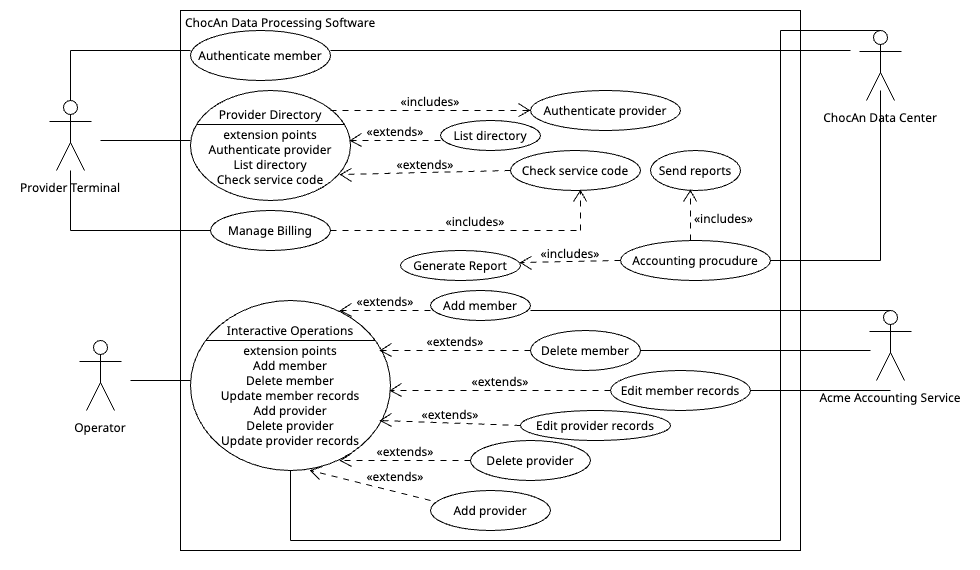 ChocAn Data Processing Software
Authenticate member
ChocAn Data Center
Provider Directory
extension points
Authenticate provider
List directory
Check service code
«includes»
Authenticate provider
«extends»
List directory
«extends»
Check service code
Send reports
Provider Terminal
Manage Billing
«includes»
«includes»
Accounting procudure
«includes»
Generate Report
Interactive Operations
extension points
Add member
Delete member
Update member records
Add provider
Delete provider
Update provider records
«extends»
Add member
«extends»
Delete member
«extends»
Edit member records
Acme Accounting Service
Operator
«extends»
Edit provider records
«extends»
Delete provider
«extends»
Add provider